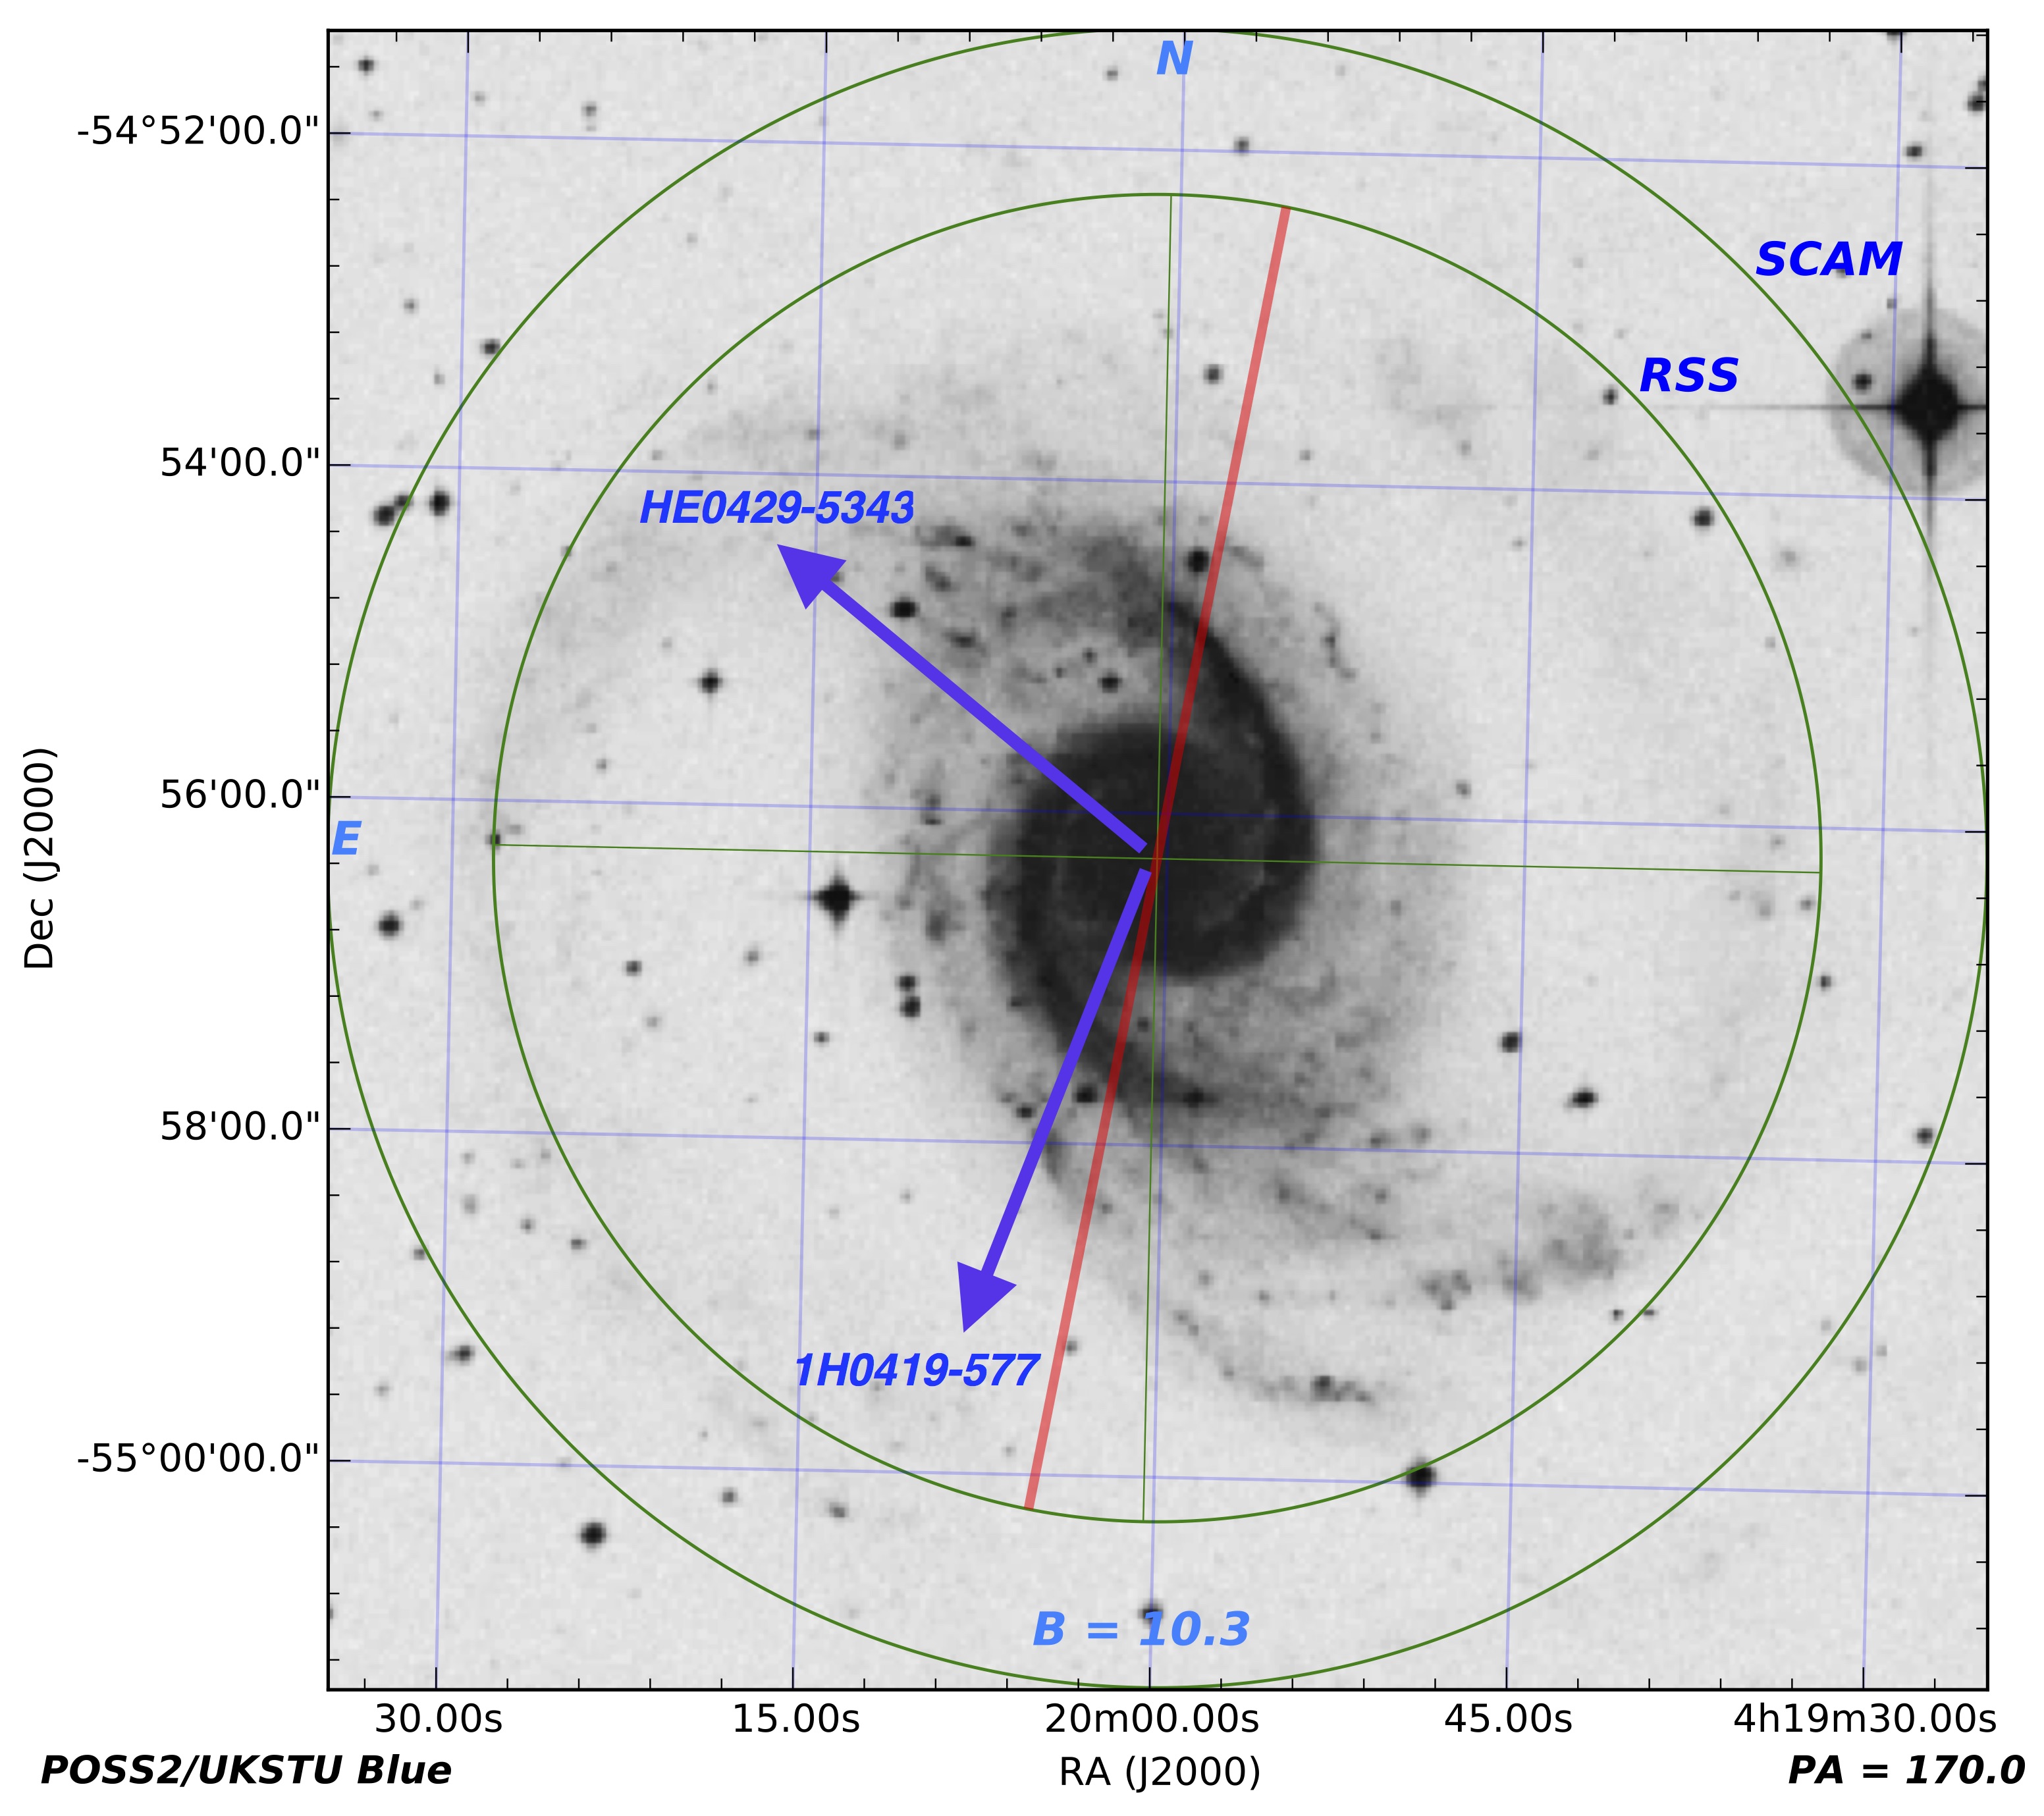 N
-54°52'00.0"
SCAM
RSS
54'00.0"
HE0429-5343
56'00.0"
E
Dec (J2000)
58'00.0"
1H0419-577
-55°00'00.0"
B = 10.3
30.00s 15.00s 20m00.00s 45.00s 4h19m30.00s
POSS2/UKSTU Blue RA (J2000) PA = 170.0